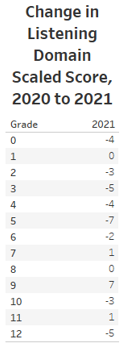 Change in
Listening
Domain
Scaled Score,
2020 to 2021
Grade 2021
0 -4
1 0
2 -3
3 -5
4 -4
5 -7
6 -2
7 1
8 0
9 7
10 -3
11 1
12 -5